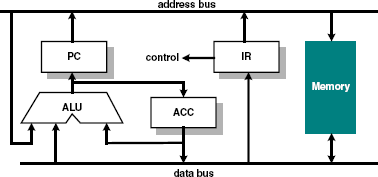 address bus
PC
control
IR
Memory
ALU
ACC
data bus